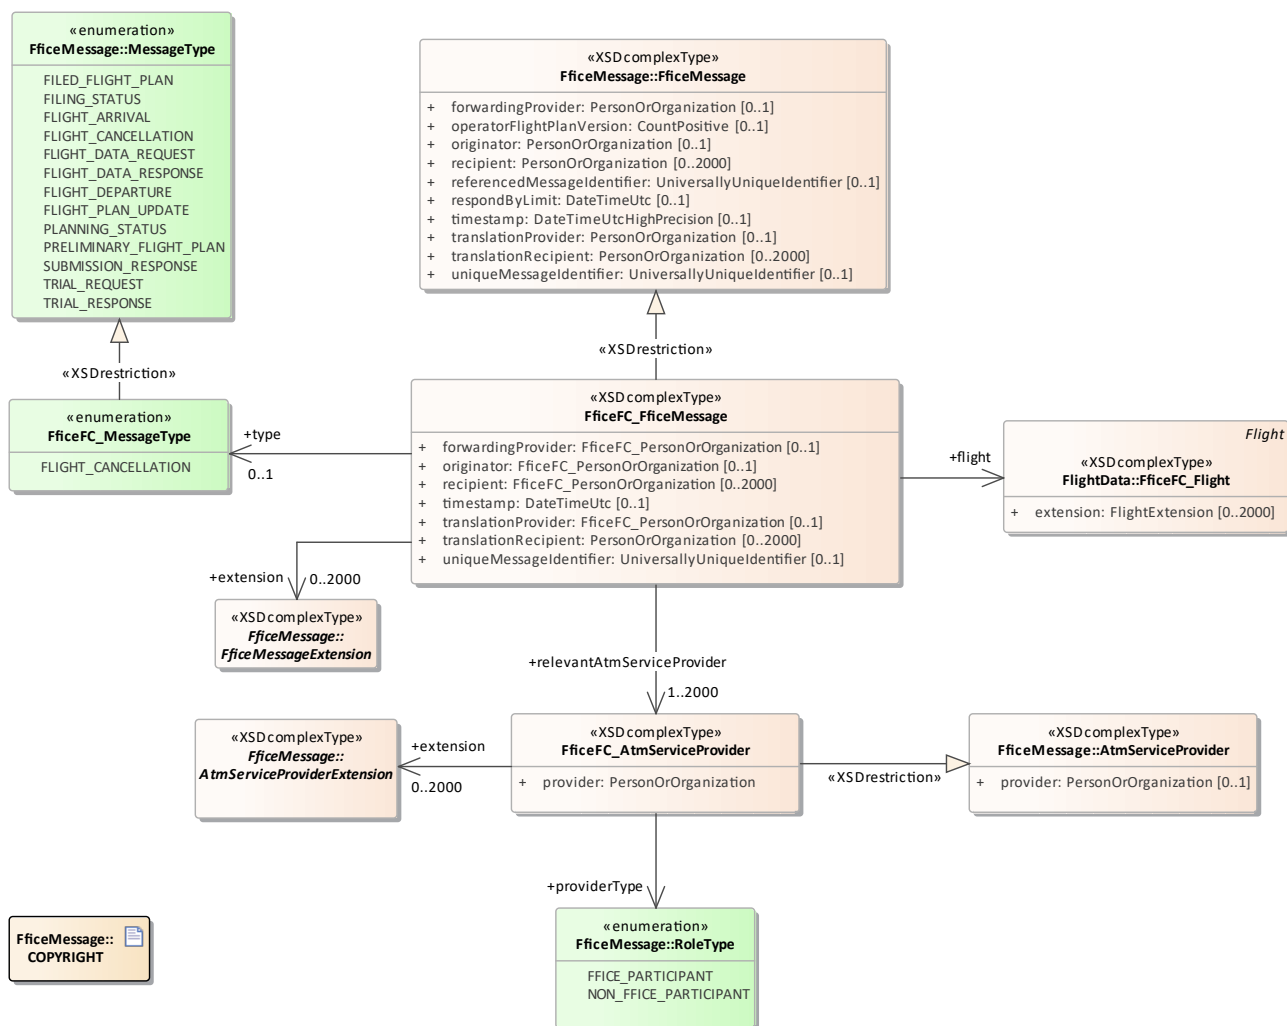 «enumeration»
FficeMessage::MessageType
FILED_FLIGHT_PLAN
FILING_STATUS
FLIGHT_ARRIVAL
FLIGHT_CANCELLATION
FLIGHT_DATA_REQUEST
FLIGHT_DATA_RESPONSE
FLIGHT_DEPARTURE
FLIGHT_PLAN_UPDATE
PLANNING_STATUS
PRELIMINARY_FLIGHT_PLAN
SUBMISSION_RESPONSE
TRIAL_REQUEST
TRIAL_RESPONSE
«XSDcomplexType»
FficeMessage::FficeMessage
+ forwardingProvider: PersonOrOrganization [0..1]
+ operatorFlightPlanVersion: CountPositive [0..1]
+ originator: PersonOrOrganization [0..1]
+ recipient: PersonOrOrganization [0..2000]
+ referencedMessageIdentifier: UniversallyUniqueIdentifier [0..1]
+ respondByLimit: DateTimeUtc [0..1]
+ timestamp: DateTimeUtcHighPrecision [0..1]
+ translationProvider: PersonOrOrganization [0..1]
+ translationRecipient: PersonOrOrganization [0..2000]
+ uniqueMessageIdentifier: UniversallyUniqueIdentifier [0..1]
«XSDrestriction»
«XSDrestriction»
«enumeration»
FficeFC_MessageType
FLIGHT_CANCELLATION
+type
0..1
«XSDcomplexType»
FficeFC_FficeMessage
+ forwardingProvider: FficeFC_PersonOrOrganization [0..1]
+ originator: FficeFC_PersonOrOrganization [0..1]
+ recipient: FficeFC_PersonOrOrganization [0..2000]
+ timestamp: DateTimeUtc [0..1]
+ translationProvider: FficeFC_PersonOrOrganization [0..1]
+ translationRecipient: PersonOrOrganization [0..2000]
+ uniqueMessageIdentifier: UniversallyUniqueIdentifier [0..1]
+flight
Flight
«XSDcomplexType»
FlightData::FficeFC_Flight
+ extension: FlightExtension [0..2000]
+extension
0..2000
«XSDcomplexType»
FficeMessage::
FficeMessageExtension
+relevantAtmServiceProvider
1..2000
«XSDcomplexType»
FficeMessage::
AtmServiceProviderExtension
+extension
0..2000
«XSDcomplexType»
FficeFC_AtmServiceProvider
+ provider: PersonOrOrganization
«XSDrestriction»
«XSDcomplexType»
FficeMessage::AtmServiceProvider
+ provider: PersonOrOrganization [0..1]
+providerType
«enumeration»
FficeMessage::RoleType
FFICE_PARTICIPANT
NON_FFICE_PARTICIPANT
FficeMessage::
COPYRIGHT